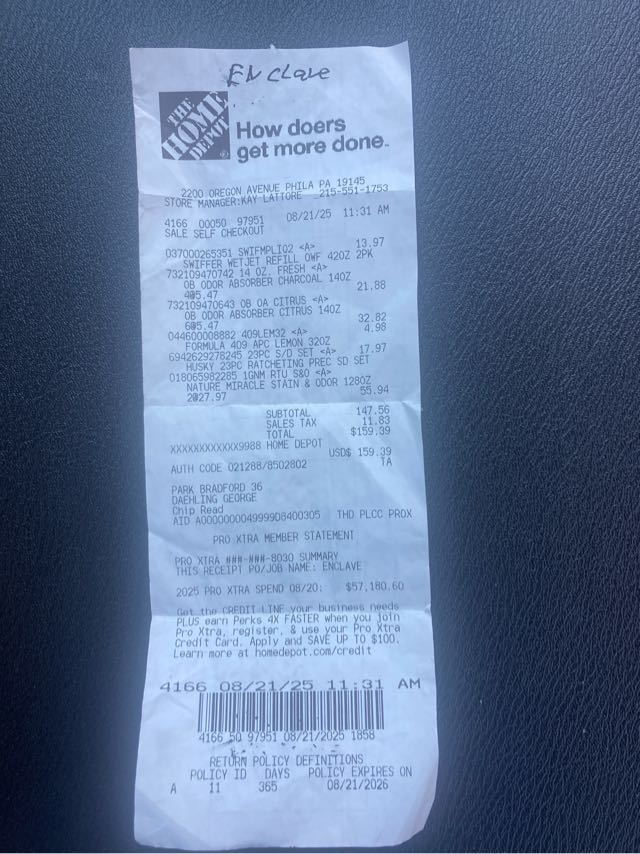 ENClave
THE HOME DEPOT
How doers
get more done.
2200 OREGON AVENUE PHILA PA 19145
STORE MANAGER:KAY LATTORE 215-551-1753
4166 00050 97951 08/21/25 11:31 AM
SALE SELF CHECKOUT
037000265351 SWIFMPLIQ2 <A> 13.97
SWIFFER WETJET REFILL OWF 42OZ 2PK
732109470742 14 OZ. FRESH <A>
OB ODOR ABSORBER CHARCOAL 14OZ
4@5.47 21.88
732109470643 OB OA CITRUS <A>
OB ODOR ABSORBER CITRUS 14OZ
6@5.47 32.82
044600008882 409LEM32 <A> 4.98
FORMULA 409 APC LEMON 32OZ
6942629278245 23PC S/D SET <A> 17.97
HUSKY 23PC RATCHETING PREC SD SET
018065982285 1GNM RTU S&O <A>
NATURE MIRACLE STAIN & ODOR 128OZ
2@27.97 55.94
SUBTOTAL 147.56
SALES TAX 11.83
TOTAL $159.39
XXXXXXXXXXXX9988 HOME DEPOT
USD$ 159.39
AUTH CODE 021288/8502802 TA
PARK BRADFORD 36
DAEHLING GEORGE
Chip Read
AID A0000000049999D8400305 THD PLCC PROX
PRO XTRA MEMBER STATEMENT
PRO XTRA ###-###-8030 SUMMARY
THIS RECEIPT PO/JOB NAME: ENCLAVE
2025 PRO XTRA SPEND 08/20: $57,180.60
Get the CREDIT LINE your business needs
PLUS earn Perks 4X FASTER when you join
Pro Xtra, register, & use your Pro Xtra
Credit Card. Apply and SAVE UP TO $100.
Learn more at homedepot.com/credit
4166 08/21/25 11:31 AM
4166 50 97951 08/21/2025 1858
RETURN POLICY DEFINITIONS
POLICY ID DAYS POLICY EXPIRES ON
A 11 365 08/21/2026